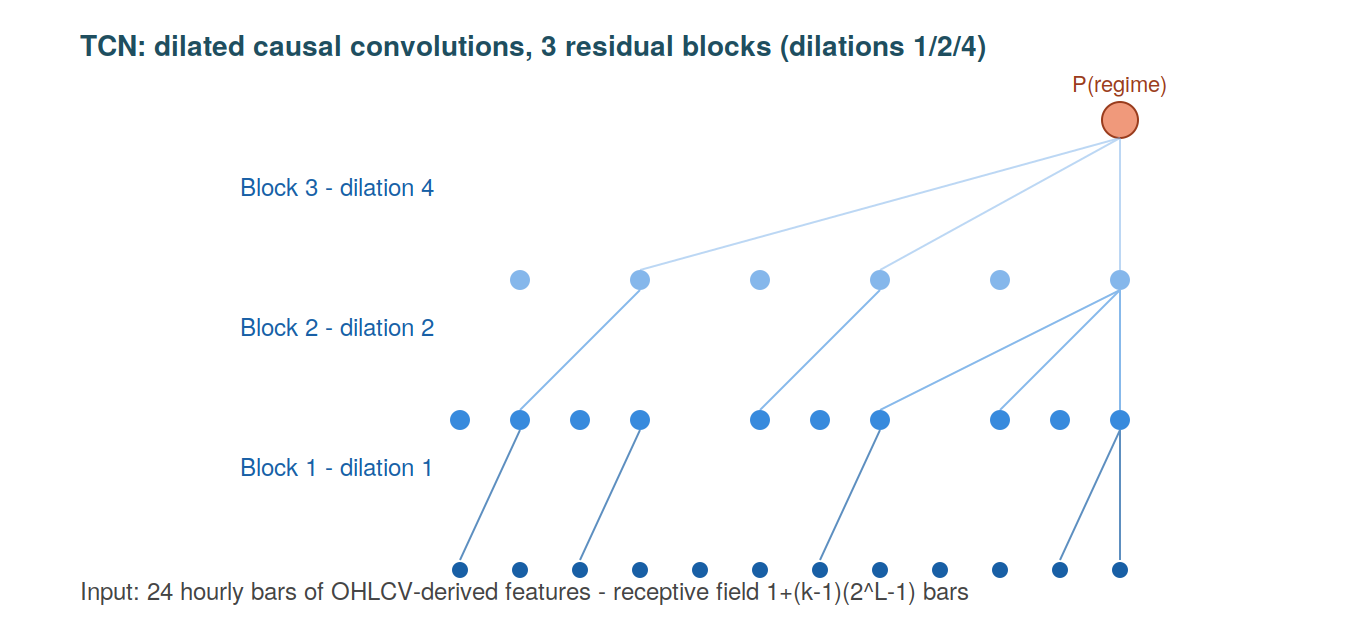 TCN: dilated causal convolutions, 3 residual blocks (dilations 1/2/4)
P(regime)
Block 3 - dilation 4
Block 2 - dilation 2
Block 1 - dilation 1
Input: 24 hourly bars of OHLCV-derived features - receptive field 1+(k-1)(2^L-1) bars